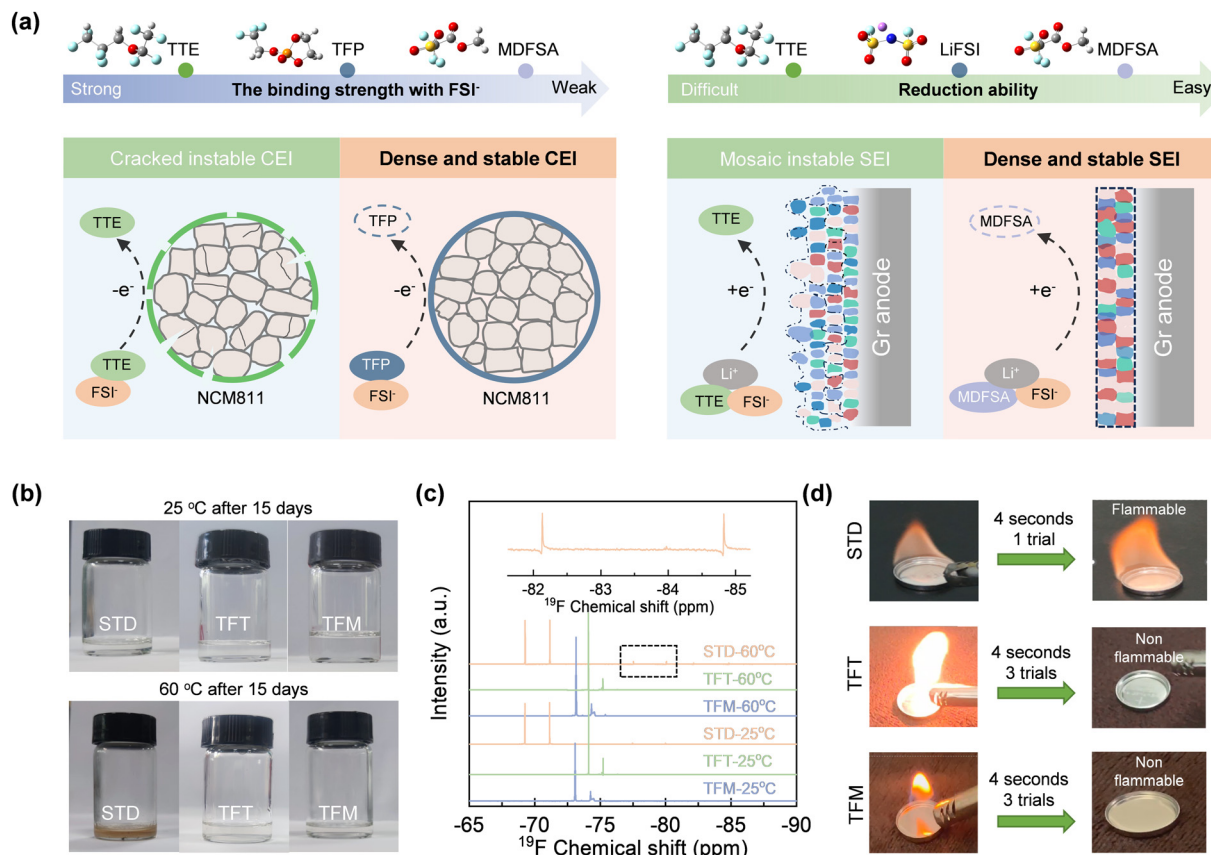 (a)
TTE
TFP
MDFSA
Strong
The binding strength with FSI⁻
Weak
Cracked instable CEI
Dense and stable CEI
TTE
-e⁻
TTE
FSI⁻
NCM811
TFP
-e⁻
TFP
FSI⁻
NCM811
TTE
LiFSI
MDFSA
Difficult
Reduction ability
Easy
Mosaic instable SEI
Dense and stable SEI
TTE
+e⁻
Li⁺
TTE
FSI⁻
Gr anode
MDFSA
+e⁻
Li⁺
MDFSA
FSI⁻
Gr anode
(b)
25 ºC after 15 days
STD
TFT
TFM
60 ºC after 15 days
STD
TFT
TFM
(c)
Intensity (a.u.)
-82
-83
-84
-85
¹⁹F Chemical shift (ppm)
STD-60ºC
TFT-60ºC
TFM-60ºC
STD-25ºC
TFT-25ºC
TFM-25ºC
-65
-70
-75
-80
-85
-90
¹⁹F Chemical shift (ppm)
(d)
STD
4 seconds
1 trial
Flammable
TFT
4 seconds
3 trials
Non
flammable
TFM
4 seconds
3 trials
Non
flammable